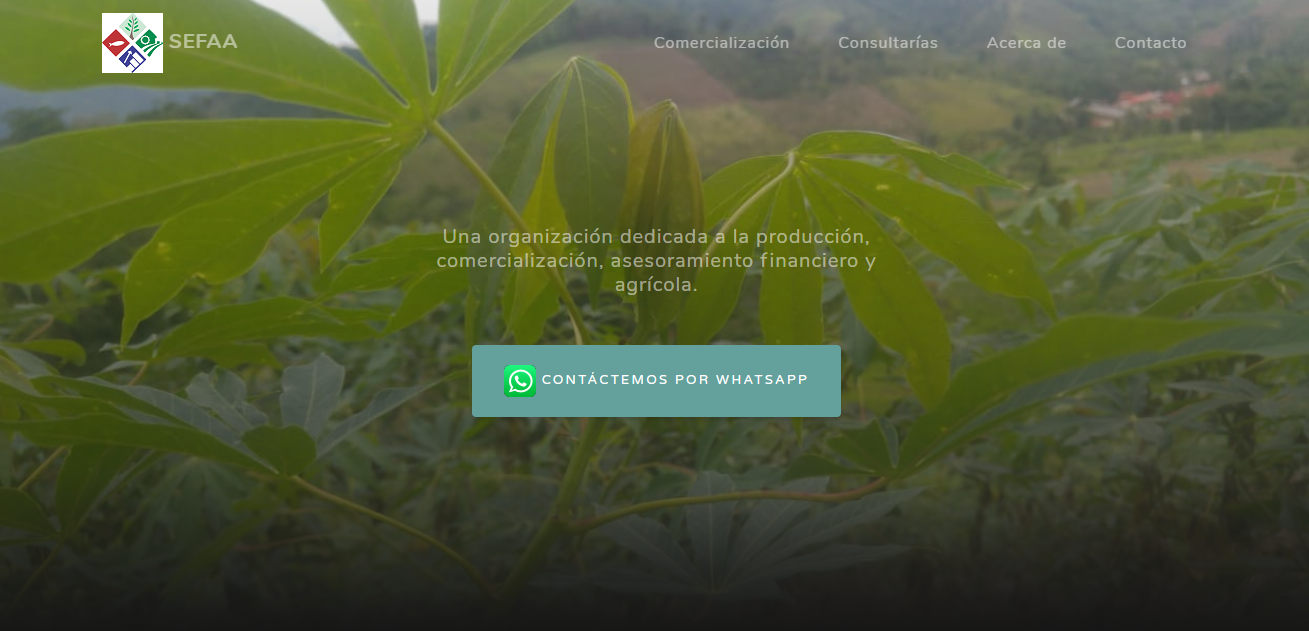 SEFAA
Comercialización
Consultarías
Acerca de
Contacto
Una organización dedicada a la producción,
comercialización, asesoramiento financiero y
agrícola.
CONTÁCTEMOS POR WHATSAPP